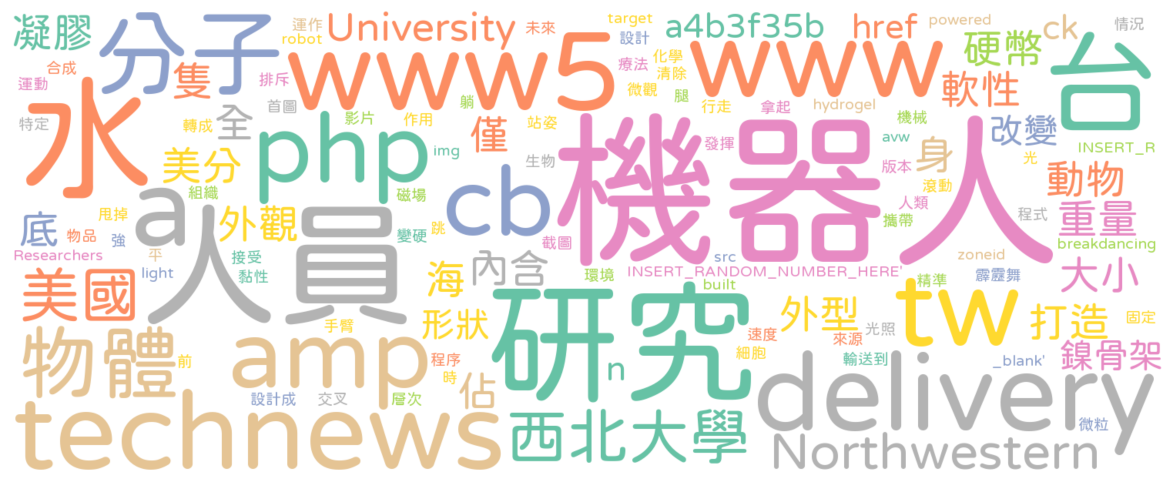 凝膠
分子
運作
robot
University
未來
target
設計
a4b3f35b
href
powered
ck
情況
合成
運動
隻
排斥
www5
療法
化學
清除
微觀
腿
www
硬幣
軟性
台
水
特定
轉成
全
首圖
影片
躺
作用
僅
站姿
行走
拿起
hydrogel
機械
改變
INSERT_R
美分
組織
php
img
生物
機器人
發揮
avw
版本
身
光
動物
a
人員
外觀
甩掉
磁場
cb
跳
變硬
截圖
人類
滾動
攜帶
程式
重量
底
物品
強
Researchers
平
light
接受
黏性
海
內含
環境
src
INSERT_RANDOM_NUMBER_HERE'
built
zoneid
精準
霹靂舞
breakdancing
大小
美國
手臂
形狀
研究
外型
tw
打造
固定
物體
前
amp
程序
時
佔
n
速度
細胞
來源
光照
輸送到
_blank'
鎳骨架
technews
設計成
交叉
層次
西北大學
delivery
Northwestern
微粒